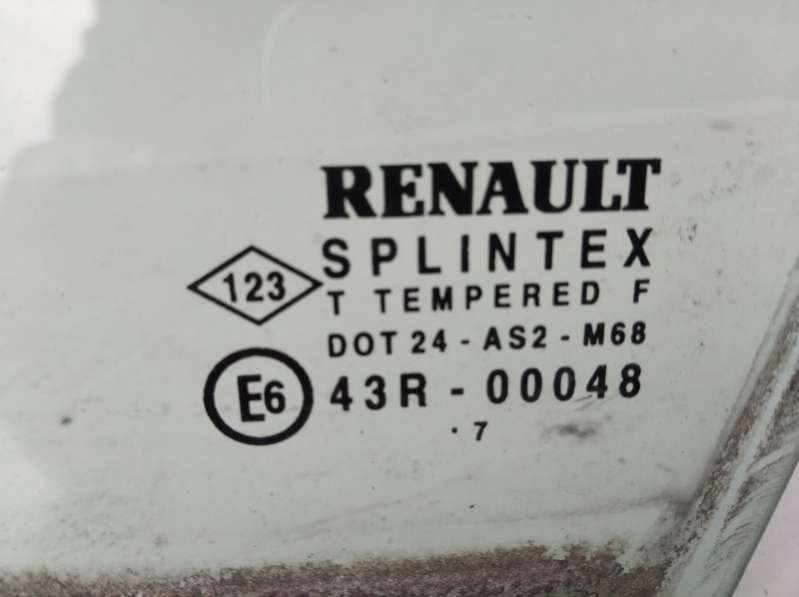 RENAULT
SPLINTEX
123
T TEMPERED F
DOT 24 - AS2 - M68
E6 43R - 00048
. 7